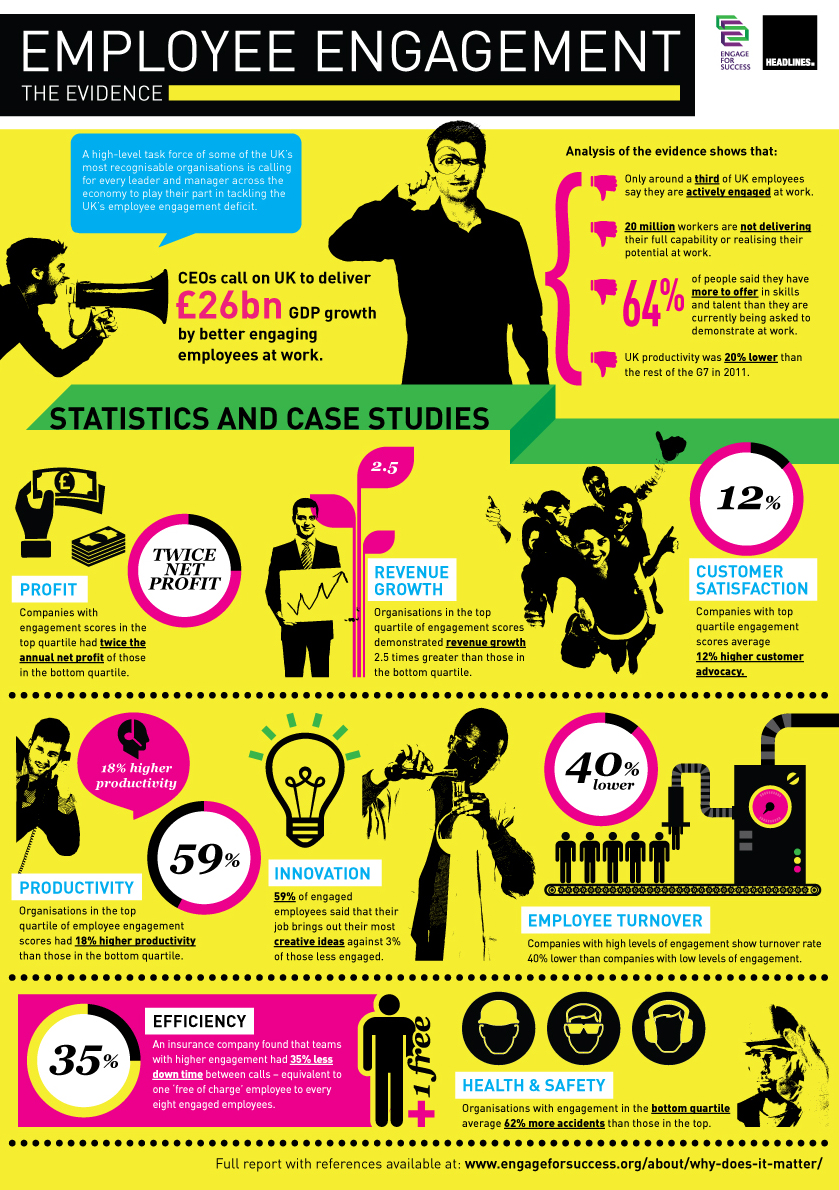 EMPLOYEE ENGAGEMENT
THE EVIDENCE
ENGAGE
FOR
SUCCESS
HEADLINES.
A high-level task force of some of the UK's
most recognisable organisations is calling
for every leader and manager across the
economy to play their part in tackling the
UK's employee engagement deficit.
CEOs call on UK to deliver
£26bn GDP growth
by better engaging
employees at work.
Analysis of the evidence shows that:
Only around a third of UK employees
say they are actively engaged at work.
20 million workers are not delivering
their full capability or realising their
potential at work.
64%
of people said they have
more to offer in skills
and talent than they are
currently being asked to
demonstrate at work.
UK productivity was 20% lower than
the rest of the G7 in 2011.
STATISTICS AND CASE STUDIES
£
TWICE
NET
PROFIT
PROFIT
Companies with
engagement scores in the
top quartile had twice the
annual net profit of those
in the bottom quartile.
2.5
REVENUE
GROWTH
Organisations in the top
quartile of engagement scores
demonstrated revenue growth
2.5 times greater than those in
the bottom quartile.
12%
CUSTOMER
SATISFACTION
Companies with top
quartile engagement
scores average
12% higher customer
advocacy.
18% higher
productivity
59%
PRODUCTIVITY
Organisations in the top
quartile of employee engagement
scores had 18% higher productivity
than those in the bottom quartile.
INNOVATION
59% of engaged
employees said that their
job brings out their most
creative ideas against 3%
of those less engaged.
40%
lower
EMPLOYEE TURNOVER
Companies with high levels of engagement show turnover rate
40% lower than companies with low levels of engagement.
35%
EFFICIENCY
An insurance company found that teams
with higher engagement had 35% less
down time between calls – equivalent to
one 'free of charge' employee to every
eight engaged employees.
+1 free
HEALTH & SAFETY
Organisations with engagement in the bottom quartile
average 62% more accidents than those in the top.
Full report with references available at: www.engageforsuccess.org/about/why-does-it-matter/